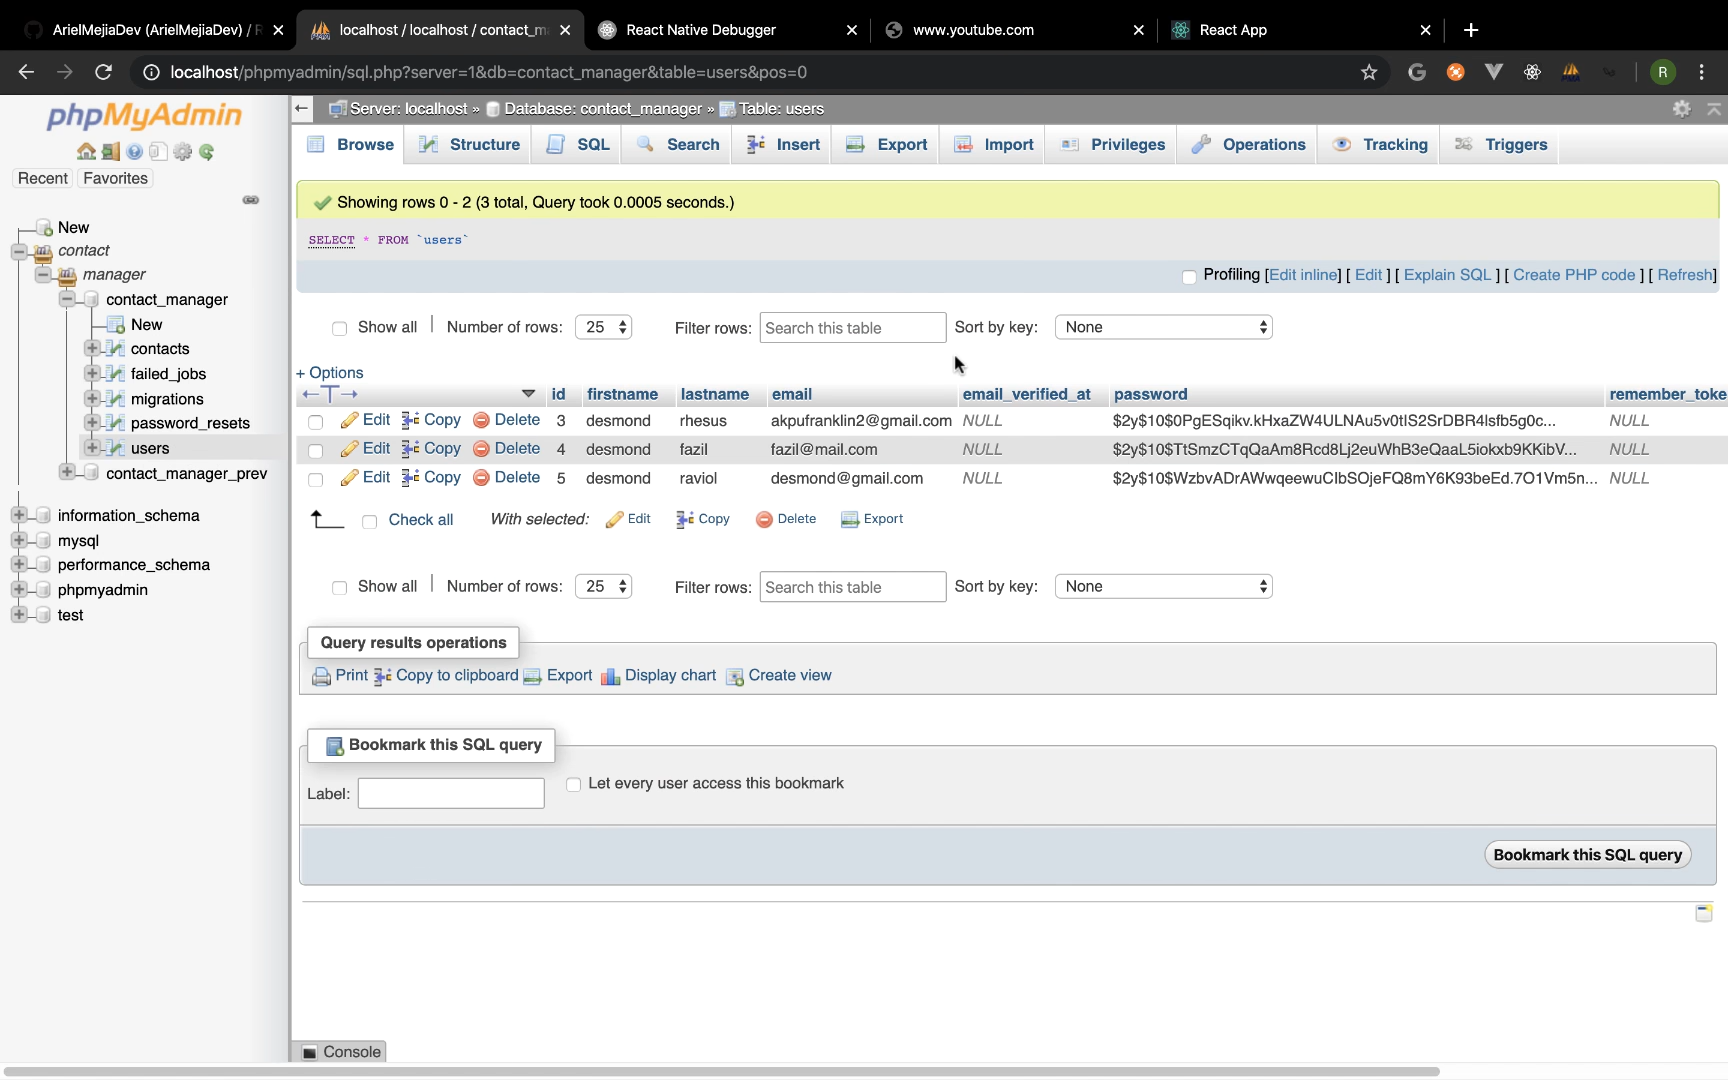 ArielMejiaDev (ArielMejiaDev) / R
localhost / localhost / contact_m
React Native Debugger
www.youtube.com
React App
localhost/phpmyadmin/sql.php?server=1&db=contact_manager&table=users&pos=0
R
phpMyAdmin
Recent Favorites
New
contact
manager
contact_manager
New
contacts
failed_jobs
migrations
password_resets
users
contact_manager_prev
information_schema
mysql
performance_schema
phpmyadmin
test
Server: localhost » Database: contact_manager » Table: users
Browse Structure SQL Search Insert Export Import Privileges Operations Tracking Triggers
Showing rows 0 - 2 (3 total, Query took 0.0005 seconds.)
SELECT * FROM `users`
Profiling [Edit inline] [ Edit ] [ Explain SQL ] [ Create PHP code ] [ Refresh]
Show all | Number of rows: 25 Filter rows: Search this table Sort by key: None
+ Options
←T→ id firstname lastname email email_verified_at password remember_toke
Edit Copy Delete 3 desmond rhesus akpufranklin2@gmail.com NULL $2y$10$0PgESqikv.kHxaZW4ULNAu5v0tlS2SrDBR4lsfb5g0c... NULL
Edit Copy Delete 4 desmond fazil fazil@mail.com NULL $2y$10$TtSmzCTqQaAm8Rcd8Lj2euWhB3eQaaL5iokxb9KKibV... NULL
Edit Copy Delete 5 desmond raviol desmond@gmail.com NULL $2y$10$WzbvADrAWwqeewuClbSOjeFQ8mY6K93beEd.7O1Vm5n... NULL
Check all With selected: Edit Copy Delete Export
Show all | Number of rows: 25 Filter rows: Search this table Sort by key: None
Query results operations
Print Copy to clipboard Export Display chart Create view
Bookmark this SQL query
Label: Let every user access this bookmark
Bookmark this SQL query
Console